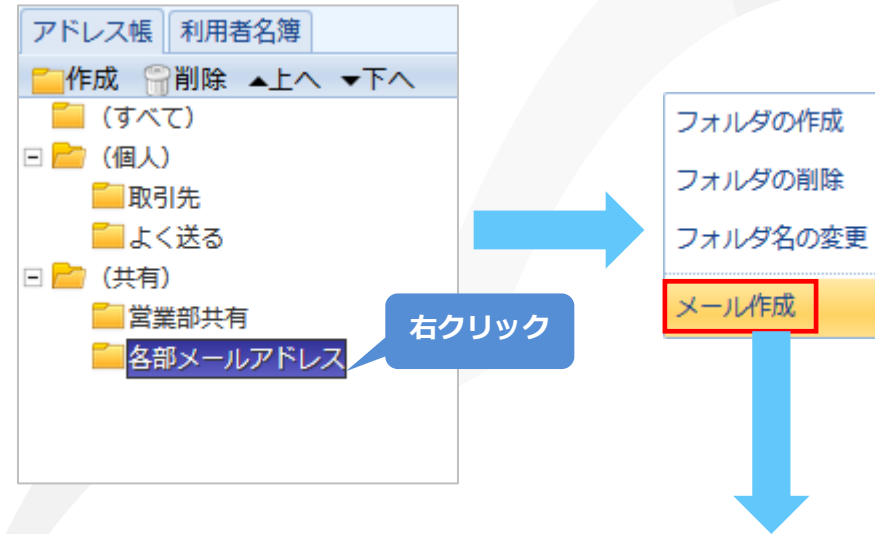 アドレス帳 利用者名簿
作成 削除 ▲上へ ▼下へ
(すべて)
(個人)
取引先
よく送る
(共有)
営業部共有
各部メールアドレス
右クリック
フォルダの作成
フォルダの削除
フォルダ名の変更
メール作成